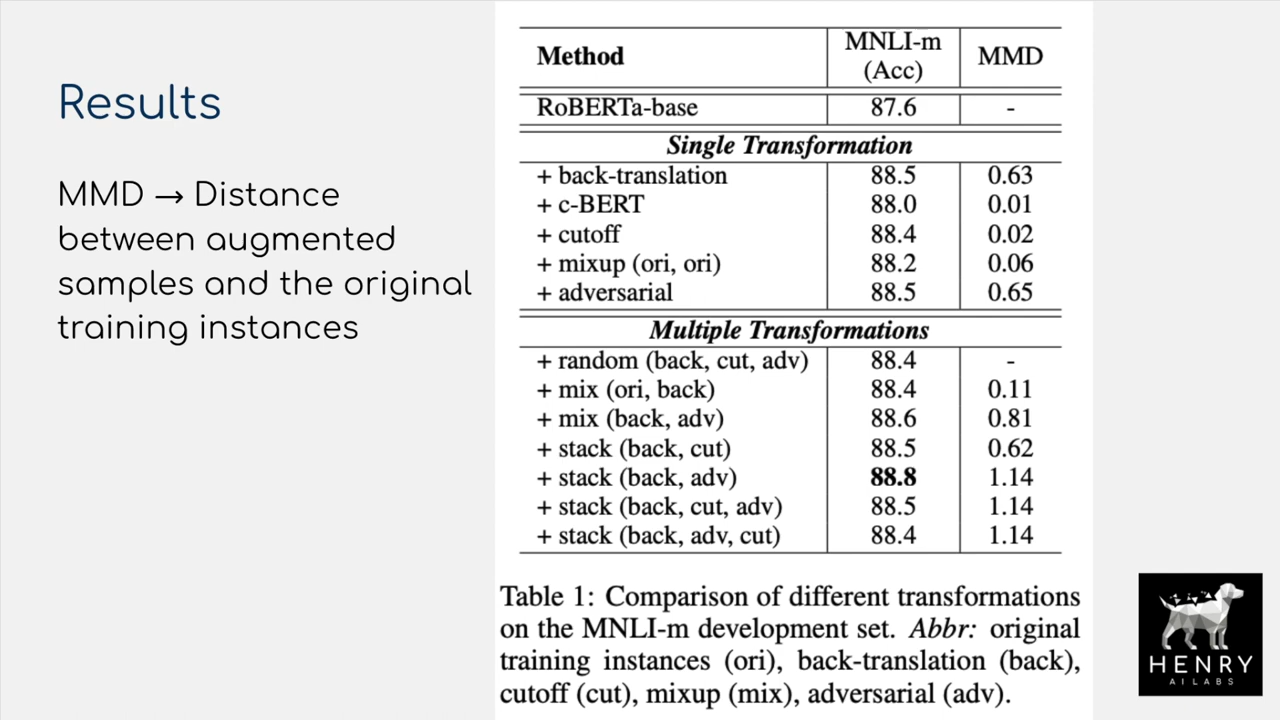 Results
MMD → Distance
between augmented
samples and the original
training instances
Method MNLI-m (Acc) MMD
RoBERTa-base 87.6 -
Single Transformation
+ back-translation 88.5 0.63
+ c-BERT 88.0 0.01
+ cutoff 88.4 0.02
+ mixup (ori, ori) 88.2 0.06
+ adversarial 88.5 0.65
Multiple Transformations
+ random (back, cut, adv) 88.4 -
+ mix (ori, back) 88.4 0.11
+ mix (back, adv) 88.6 0.81
+ stack (back, cut) 88.5 0.62
+ stack (back, adv) 88.8 1.14
+ stack (back, cut, adv) 88.5 1.14
+ stack (back, adv, cut) 88.4 1.14
Table 1: Comparison of different transformations
on the MNLI-m development set. Abbr: original
training instances (ori), back-translation (back),
cutoff (cut), mixup (mix), adversarial (adv).
HENRY
AI LABS